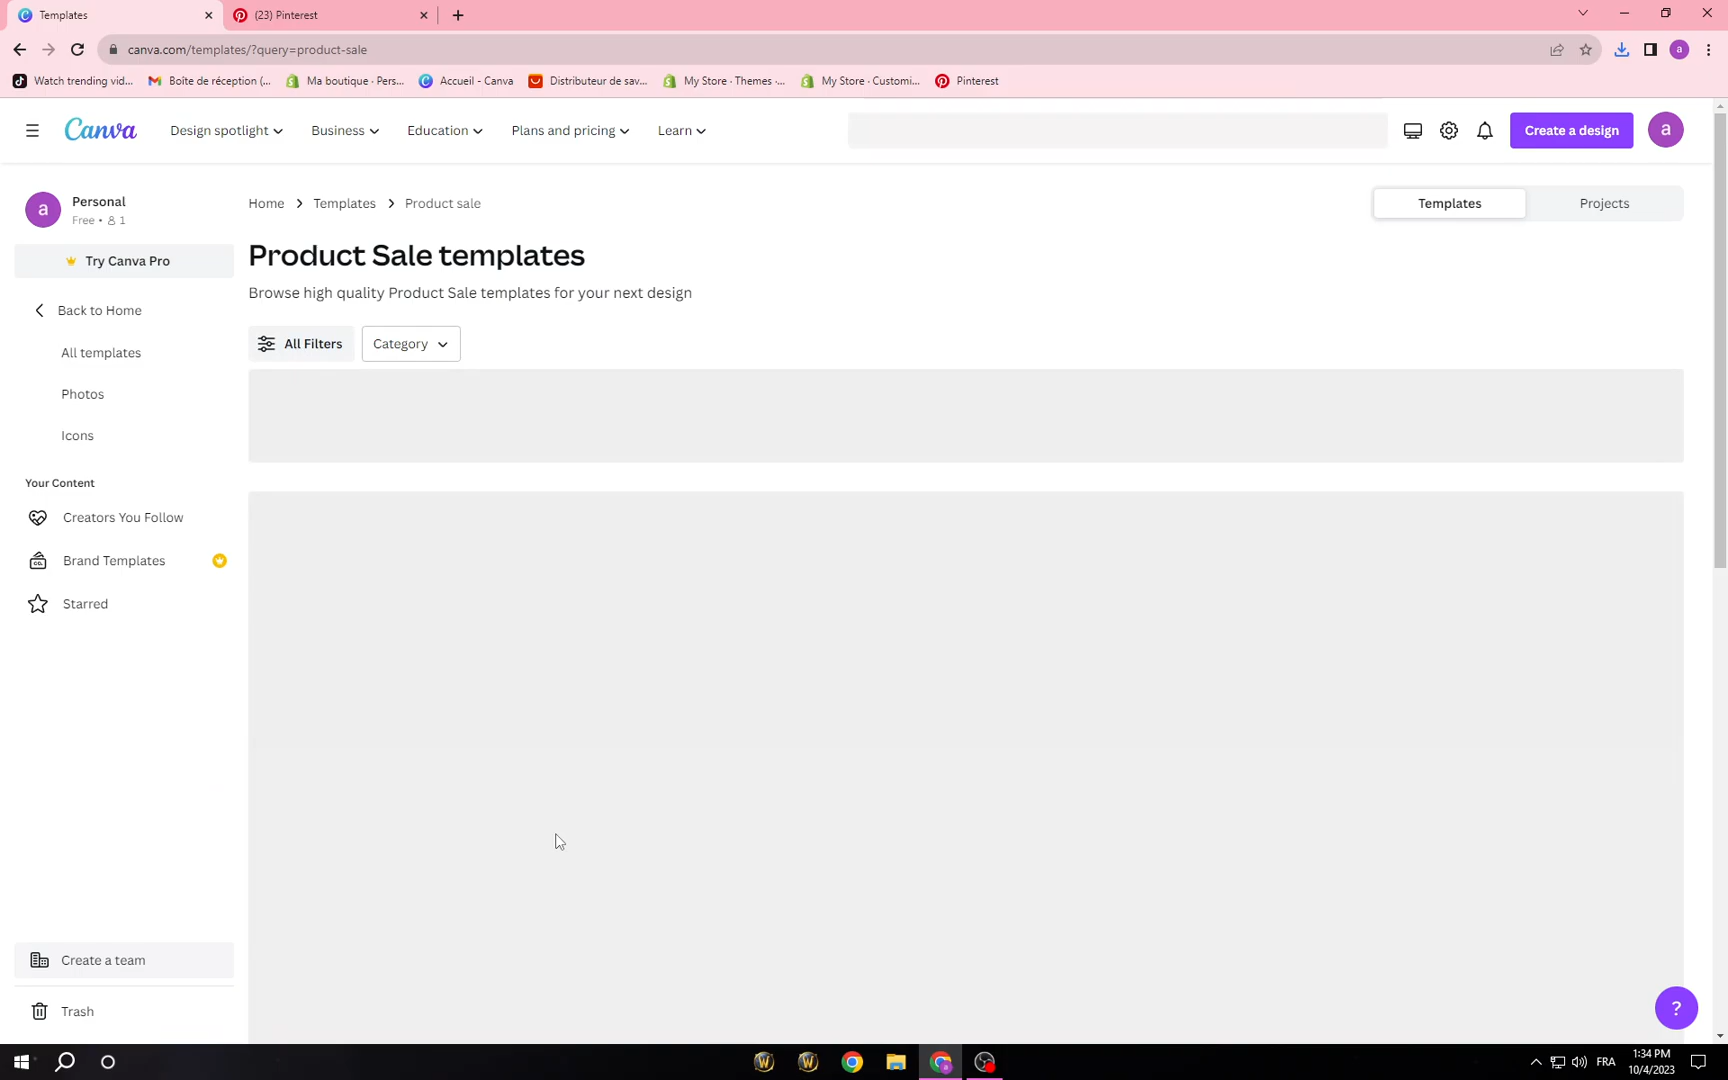 Templates
(23) Pinterest
canva.com/templates/?query=product-sale
Watch trending vid...
Boîte de réception (...
Ma boutique · Pers...
Accueil - Canva
Distributeur de sav...
My Store · Themes ·...
My Store · Customi...
Pinterest
a
Canva
Design spotlight
Business
Education
Plans and pricing
Learn
Create a design
a
a
Personal
Free • 1
Try Canva Pro
Back to Home
All templates
Photos
Icons
Your Content
Creators You Follow
Brand Templates
Starred
Create a team
Trash
Home > Templates > Product sale
Templates
Projects
Product Sale templates
Browse high quality Product Sale templates for your next design
All Filters
Category
?
FRA
1:34 PM
10/4/2023